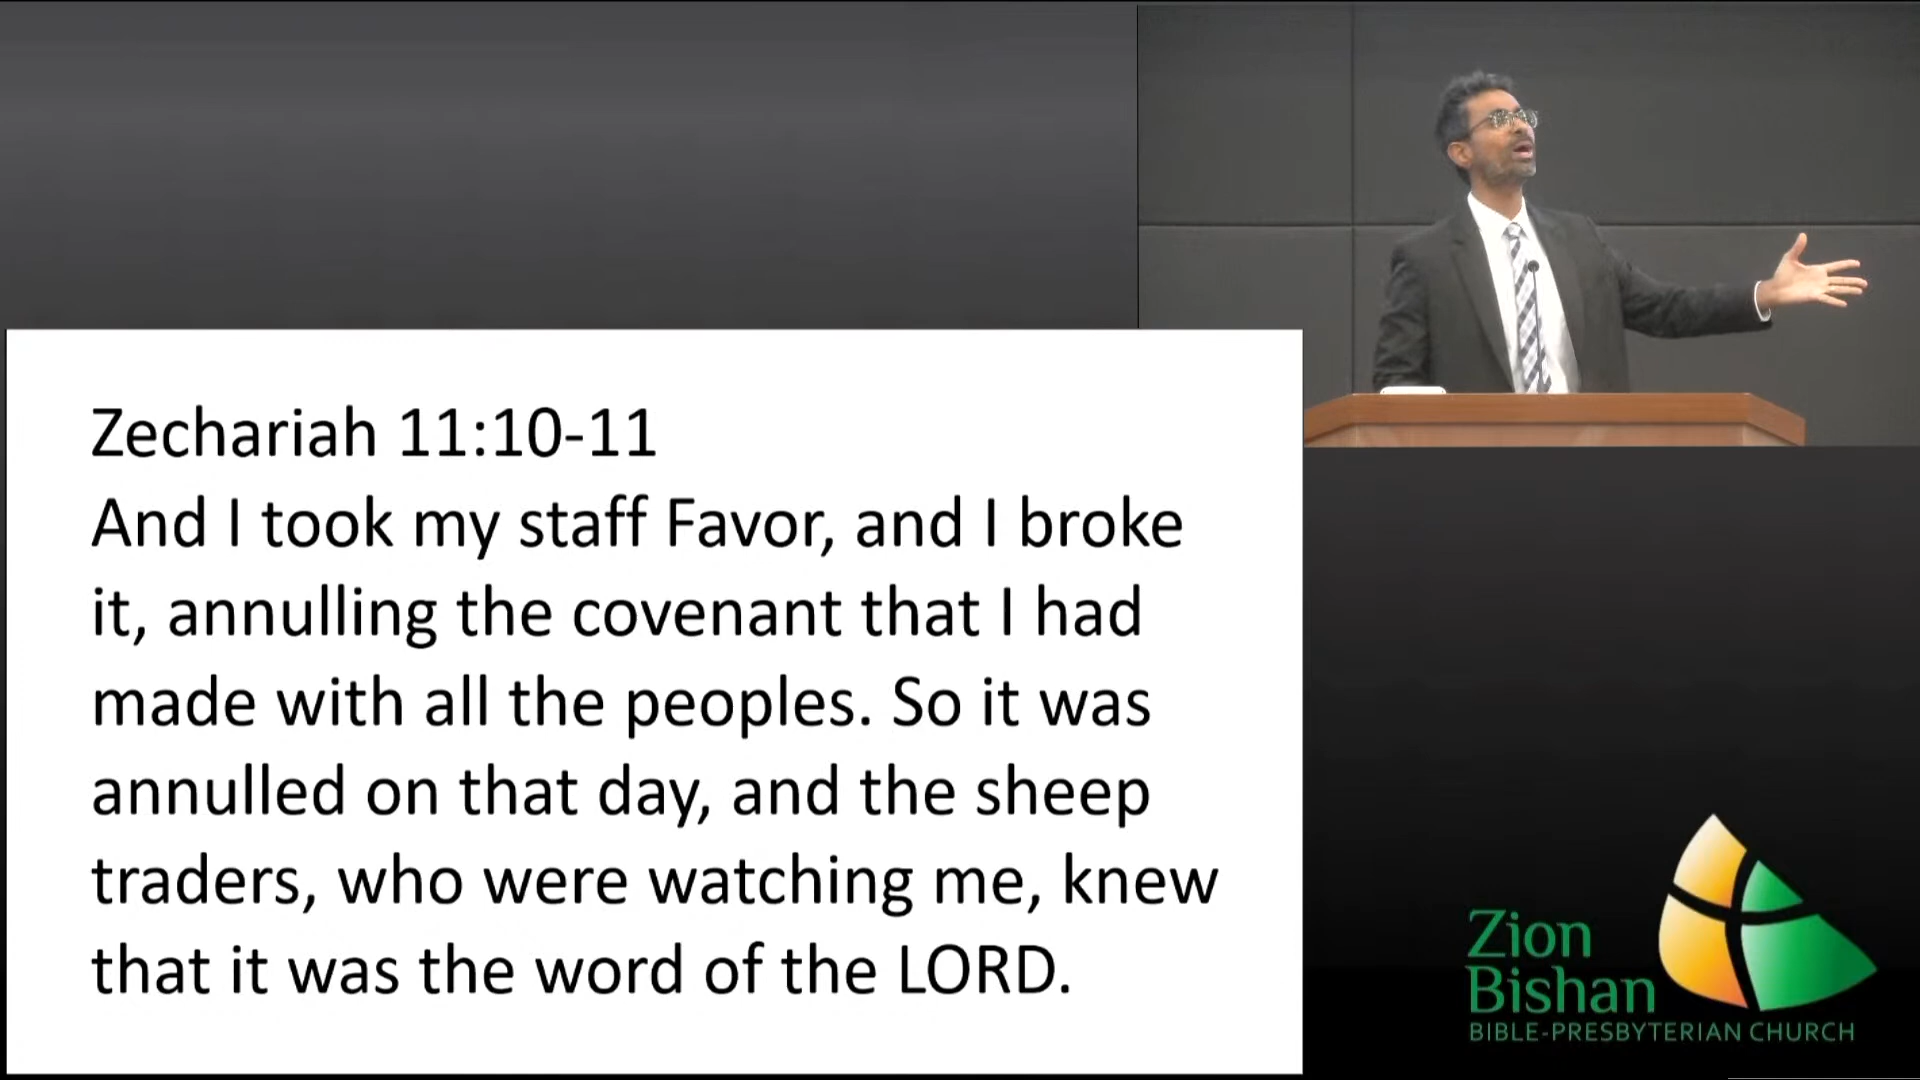 Zechariah 11:10-11
And I took my staff Favor, and I broke
it, annulling the covenant that I had
made with all the peoples. So it was
annulled on that day, and the sheep
traders, who were watching me, knew
that it was the word of the LORD.
Zion
Bishan
BIBLE-PRESBYTERIAN CHURCH